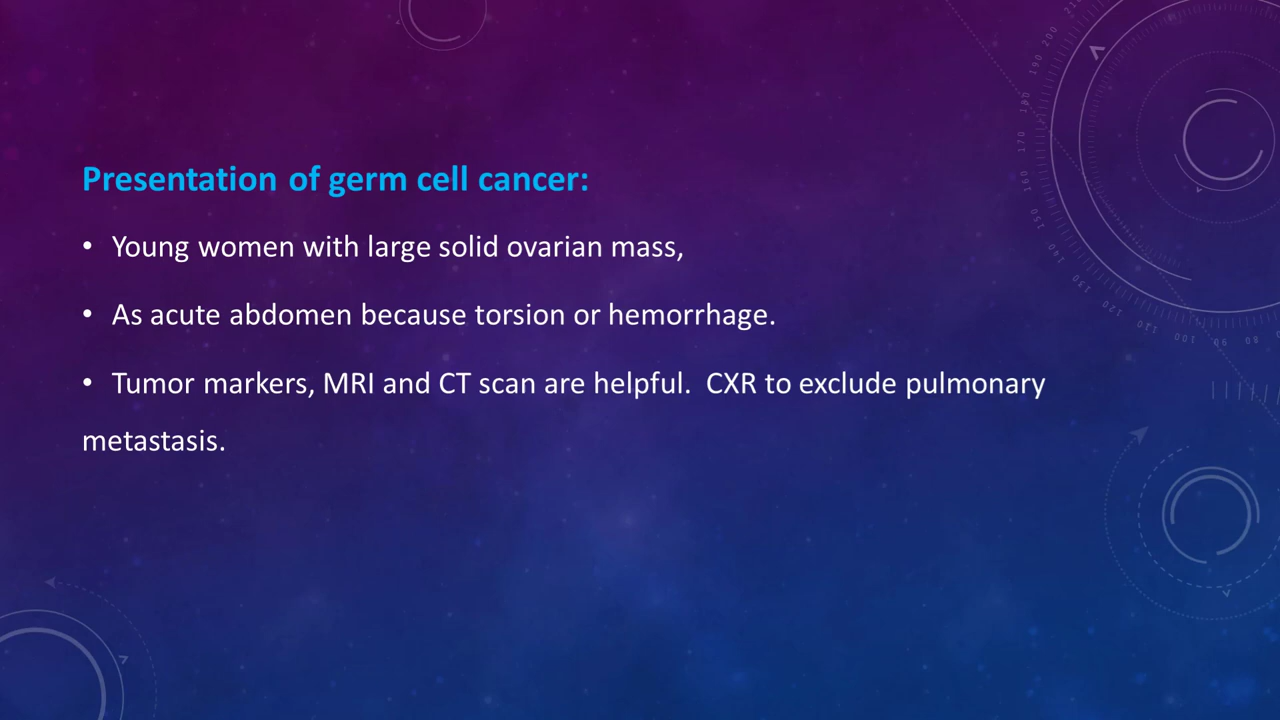 Presentation of germ cell cancer:
• Young women with large solid ovarian mass,
• As acute abdomen because torsion or hemorrhage.
• Tumor markers, MRI and CT scan are helpful.  CXR to exclude pulmonary
metastasis.